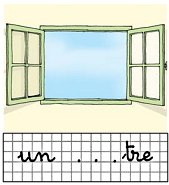 un . . . tre